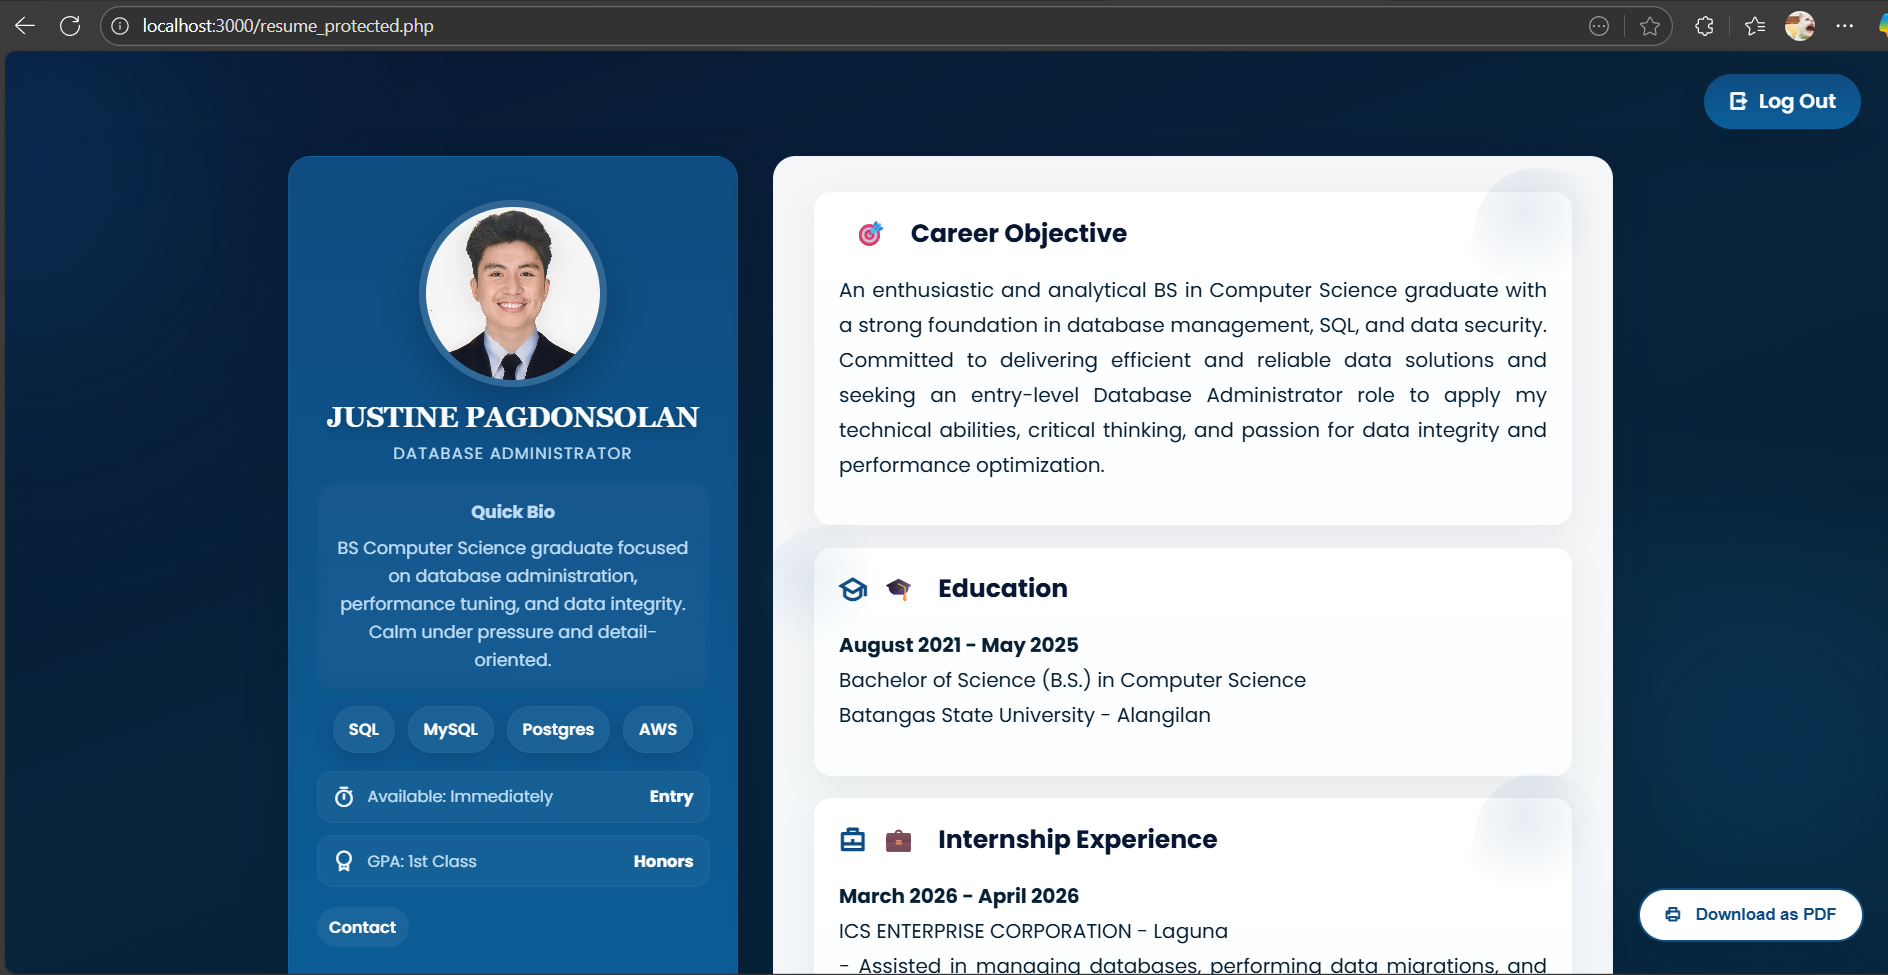 localhost:3000/resume_protected.php
Log Out
JUSTINE PAGDONSOLAN
DATABASE ADMINISTRATOR
Quick Bio
BS Computer Science graduate focused
on database administration,
performance tuning, and data integrity.
Calm under pressure and detail-
oriented.
SQL
MySQL
Postgres
AWS
Available: Immediately
Entry
GPA: 1st Class
Honors
Contact
Career Objective
An enthusiastic and analytical BS in Computer Science graduate with
a strong foundation in database management, SQL, and data security.
Committed to delivering efficient and reliable data solutions and
seeking an entry-level Database Administrator role to apply my
technical abilities, critical thinking, and passion for data integrity and
performance optimization.
Education
August 2021 - May 2025
Bachelor of Science (B.S.) in Computer Science
Batangas State University - Alangilan
Internship Experience
March 2026 - April 2026
ICS ENTERPRISE CORPORATION - Laguna
- Assisted in managing databases, performing data migrations, and
Download as PDF